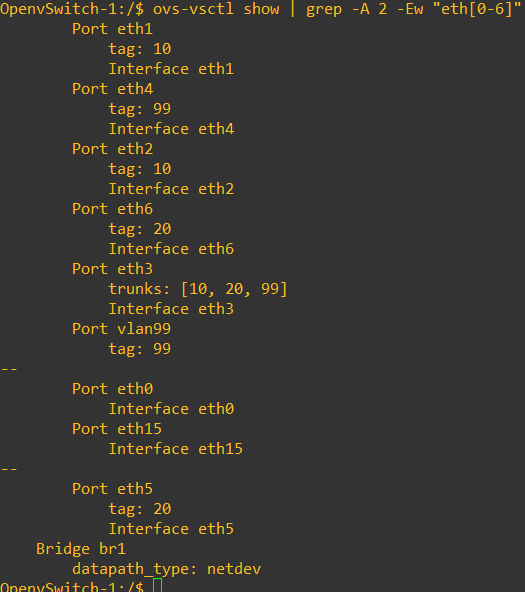 OpenvSwitch-1:/$ ovs-vsctl show | grep -A 2 -Ew "eth[0-6]"
Port eth1
tag: 10
Interface eth1
Port eth4
tag: 99
Interface eth4
Port eth2
tag: 10
Interface eth2
Port eth6
tag: 20
Interface eth6
Port eth3
trunks: [10, 20, 99]
Interface eth3
Port vlan99
tag: 99
--
Port eth0
Interface eth0
Port eth15
Interface eth15
--
Port eth5
tag: 20
Interface eth5
Bridge br1
datapath_type: netdev
OpenvSwitch-1:/$